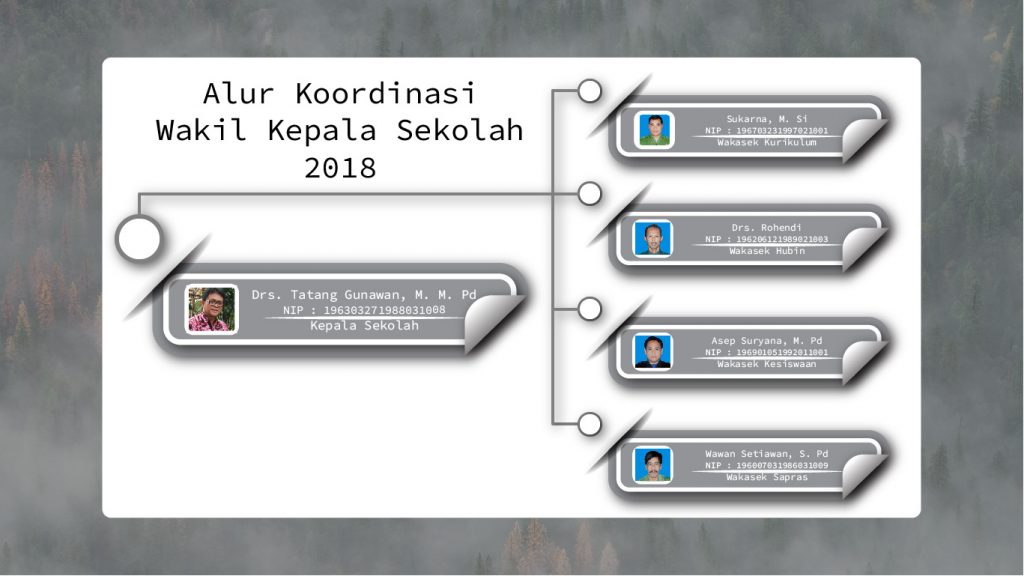 Alur Koordinasi
Wakil Kepala Sekolah
2018
Drs. Tatang Gunawan, M. M. Pd
NIP : 196303271988031008
Kepala Sekolah
Sukarna, M. Si
NIP : 196703231997021001
Wakasek Kurikulum
Drs. Rohendi
NIP : 196206121989021003
Wakasek Hubin
Asep Suryana, M. Pd
NIP : 196901051992011001
Wakasek Kesiswaan
Wawan Setiawan, S. Pd
NIP : 196007031986031009
Wakasek Sapras